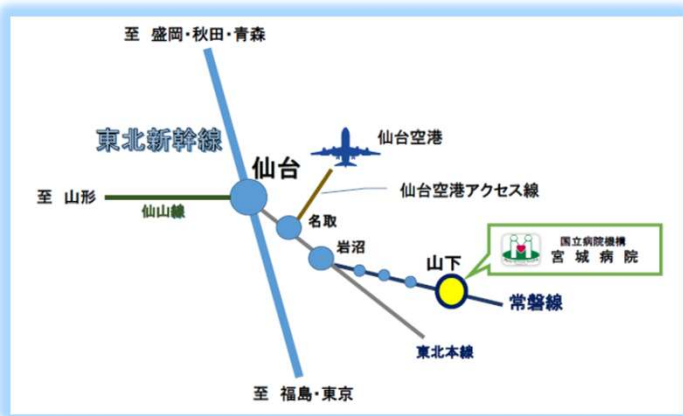 至 盛岡・秋田・青森
東北新幹線
仙台
仙台空港
至 山形
仙山線
仙台空港アクセス線
名取
岩沼
山下
国立病院機構
宮城病院
常磐線
東北本線
至 福島・東京